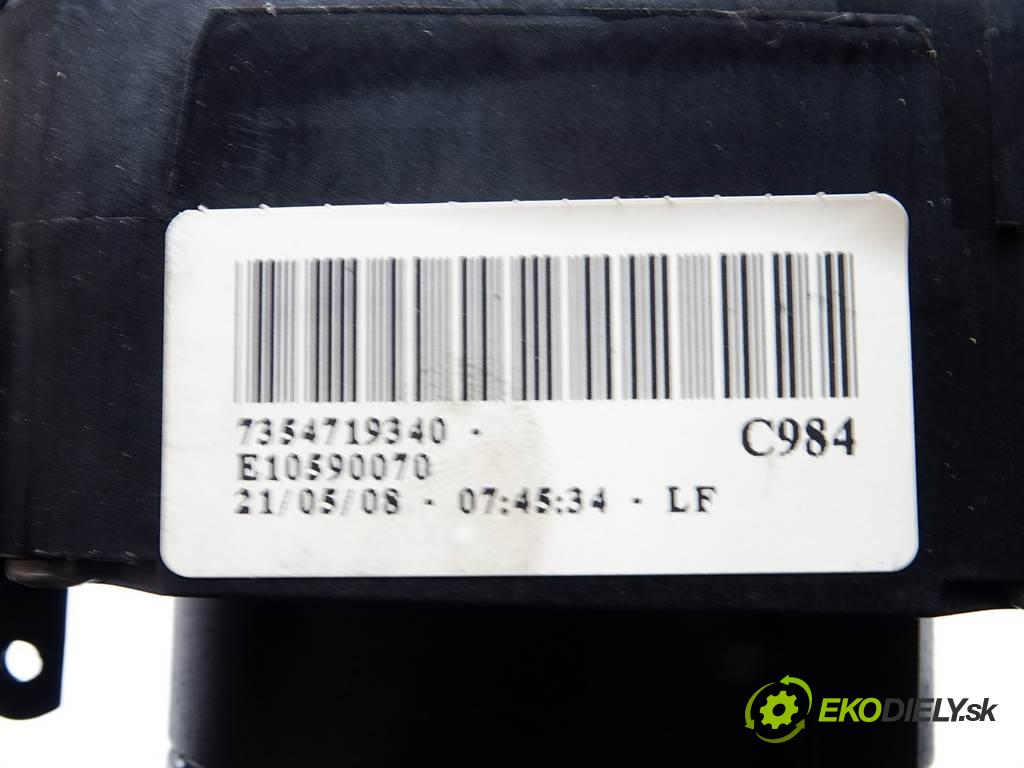 7354719340 -
C984
E10590070
21/05/08 - 07:45:34 - LF
EKODIELY.sk